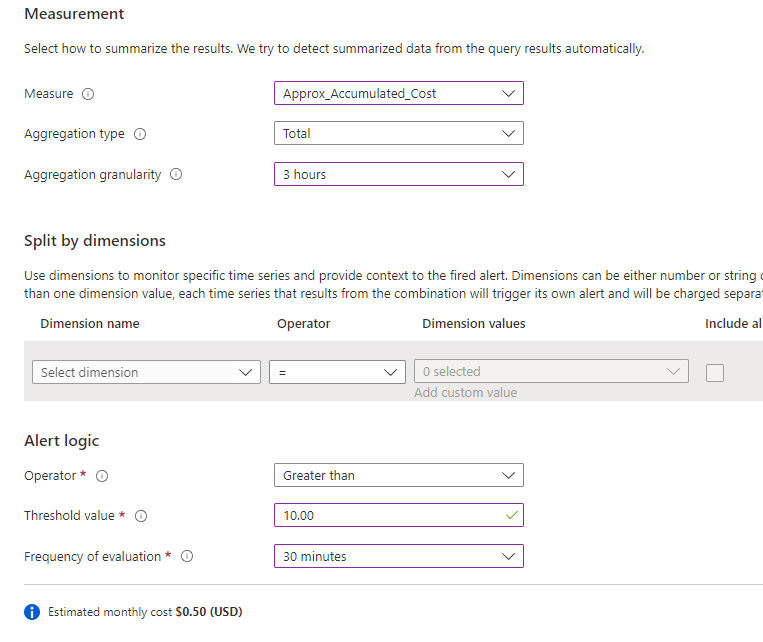 Measurement
Select how to summarize the results. We try to detect summarized data from the query results automatically.
Measure
Approx_Accumulated_Cost
Aggregation type
Total
Aggregation granularity
3 hours
Split by dimensions
Use dimensions to monitor specific time series and provide context to the fired alert. Dimensions can be either number or string
than one dimension value, each time series that results from the combination will trigger its own alert and will be charged
Dimension name Operator Dimension values Include
Select dimension = 0 selected
Add custom value
Alert logic
Operator *
Greater than
Threshold value *
10.00
Frequency of evaluation *
30 minutes
Estimated monthly cost $0.50 (USD)